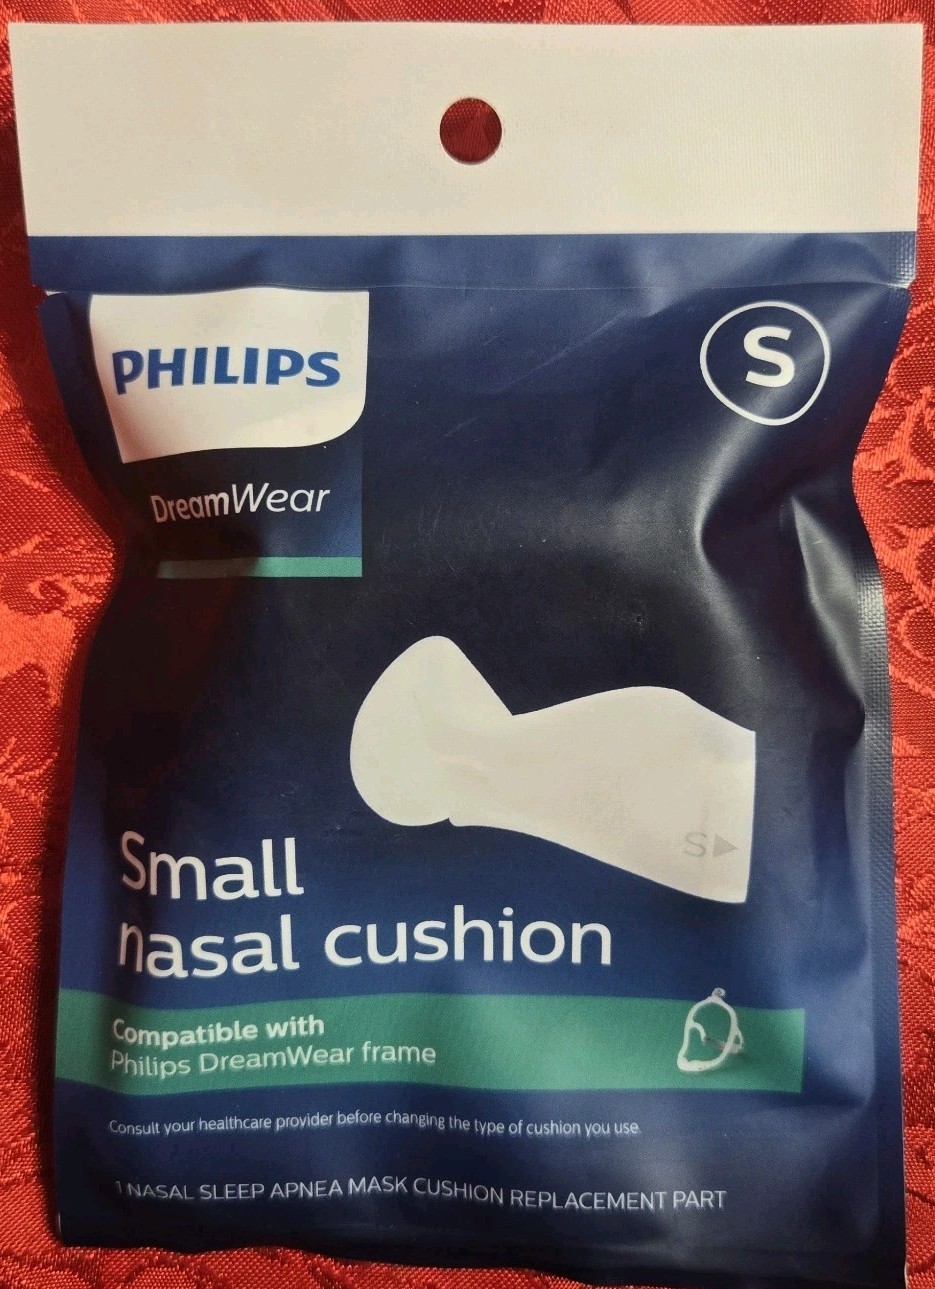 PHILIPS
S
DreamWear
S
Small
nasal cushion
Compatible with
Philips DreamWear frame
Consult your healthcare provider before changing the type of cushion you use.
1 NASAL SLEEP APNEA MASK CUSHION REPLACEMENT PART